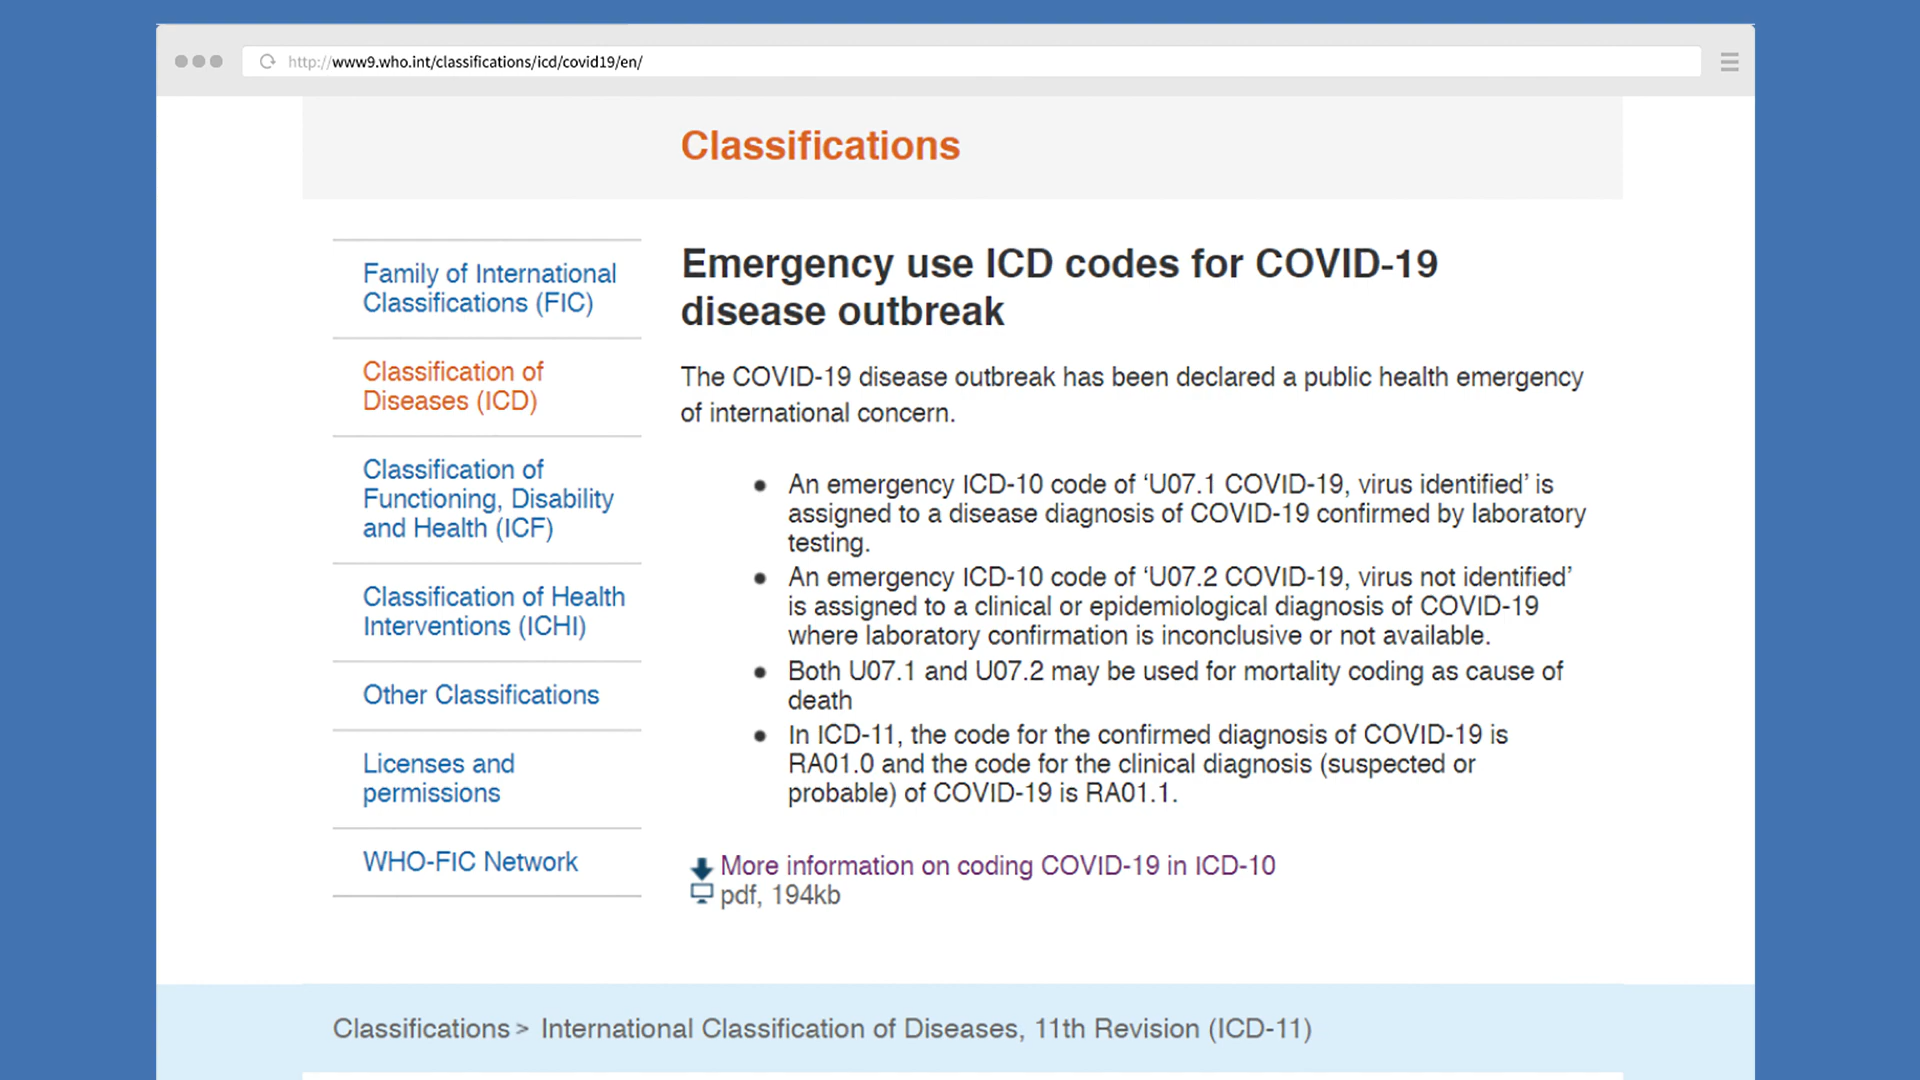 http://www9.who.int/classifications/icd/covid19/en/
Classifications
Family of International
Classifications (FIC)
Classification of
Diseases (ICD)
Classification of
Functioning, Disability
and Health (ICF)
Classification of Health
Interventions (ICHI)
Other Classifications
Licenses and
permissions
WHO-FIC Network
Emergency use ICD codes for COVID-19
disease outbreak
The COVID-19 disease outbreak has been declared a public health emergency
of international concern.
• An emergency ICD-10 code of ‘U07.1 COVID-19, virus identified’ is
assigned to a disease diagnosis of COVID-19 confirmed by laboratory
testing.
• An emergency ICD-10 code of ‘U07.2 COVID-19, virus not identified’
is assigned to a clinical or epidemiological diagnosis of COVID-19
where laboratory confirmation is inconclusive or not available.
• Both U07.1 and U07.2 may be used for mortality coding as cause of
death
• In ICD-11, the code for the confirmed diagnosis of COVID-19 is
RA01.0 and the code for the clinical diagnosis (suspected or
probable) of COVID-19 is RA01.1.
More information on coding COVID-19 in ICD-10
pdf, 194kb
Classifications > International Classification of Diseases, 11th Revision (ICD-11)